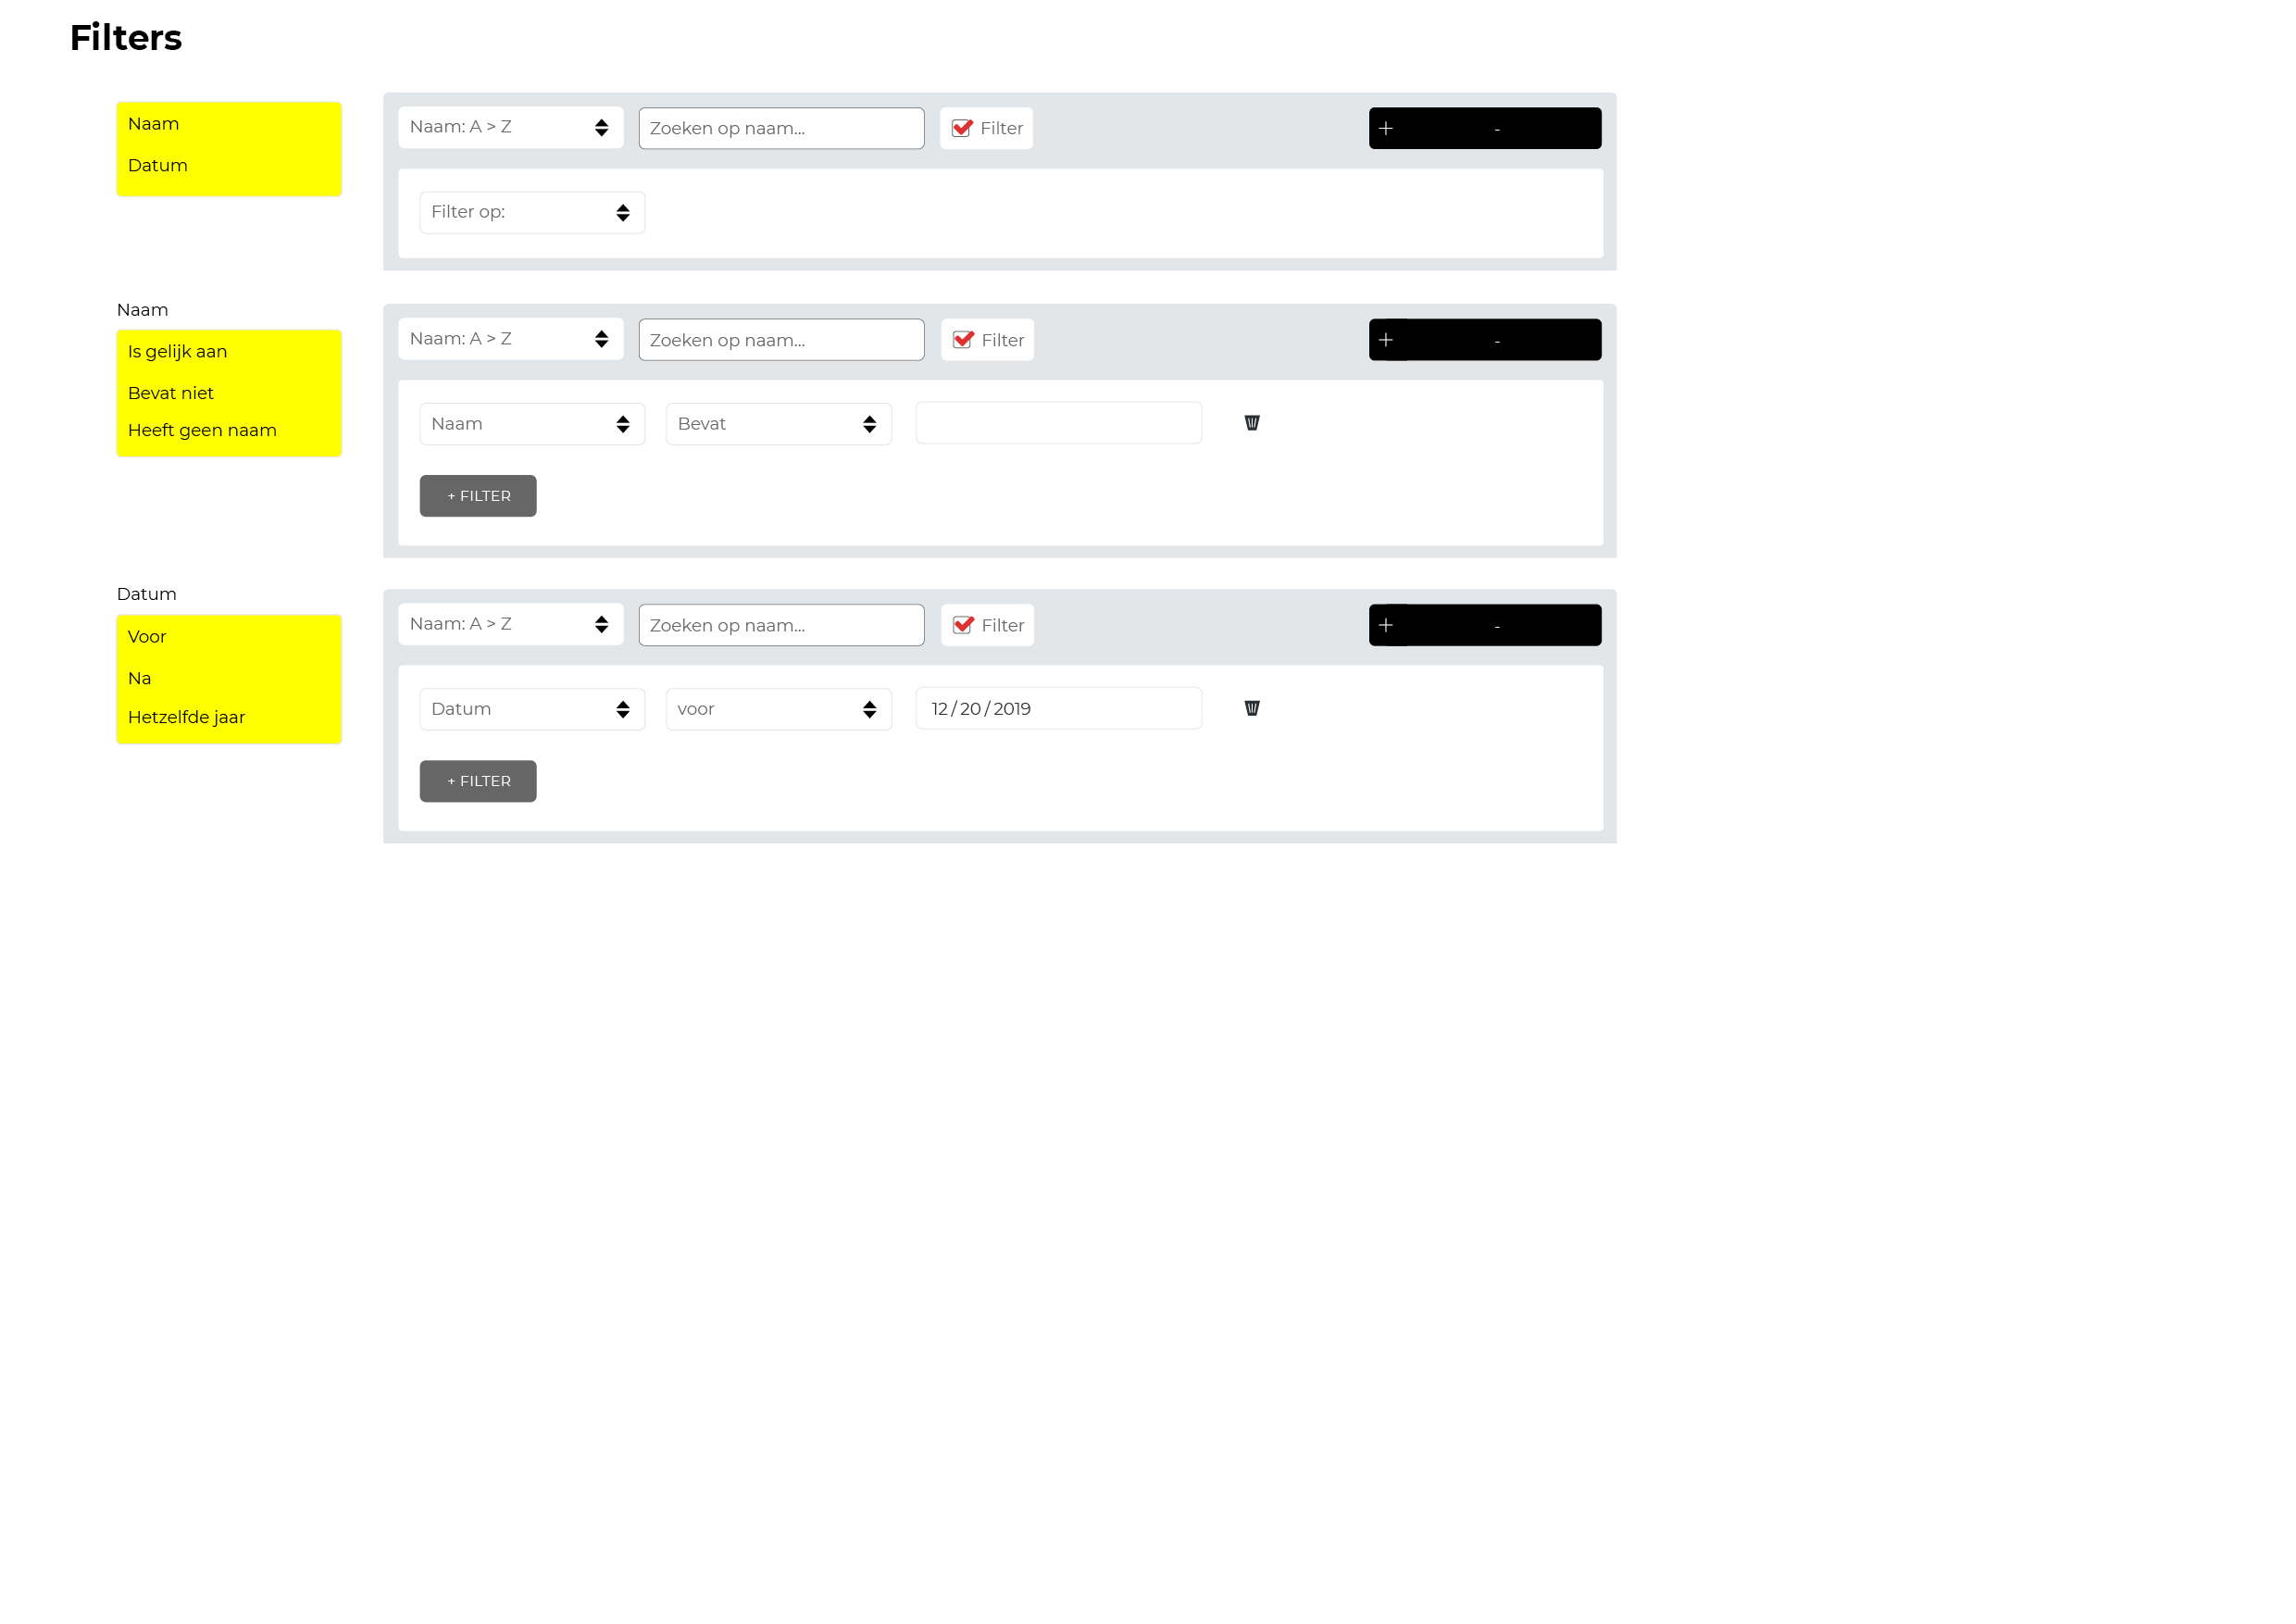 Filters
Naam
Datum
Naam: A > Z
Zoeken op naam...
Filter
+ -
Filter op:
Naam
Is gelijk aan
Bevat niet
Heeft geen naam
Naam: A > Z
Zoeken op naam...
Filter
+ -
Naam
Bevat
+ FILTER
Datum
Voor
Na
Hetzelfde jaar
Naam: A > Z
Zoeken op naam...
Filter
+ -
Datum
voor
12 / 20 / 2019
+ FILTER